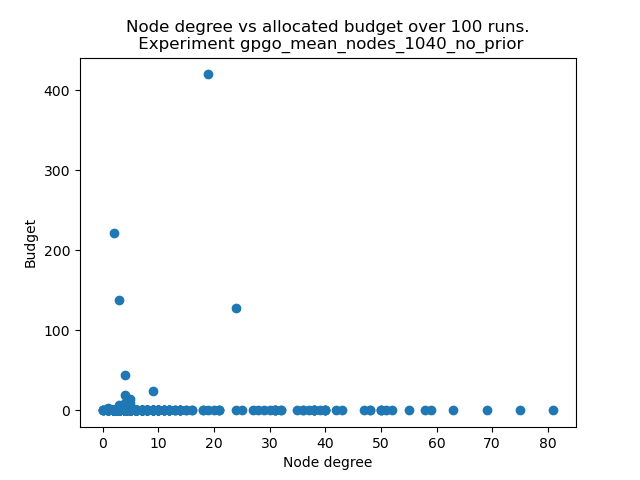 Node degree vs allocated budget over 100 runs.
Experiment gpgo_mean_nodes_1040_no_prior
400
300
200
100
0
Budget
0 10 20 30 40 50 60 70 80
Node degree